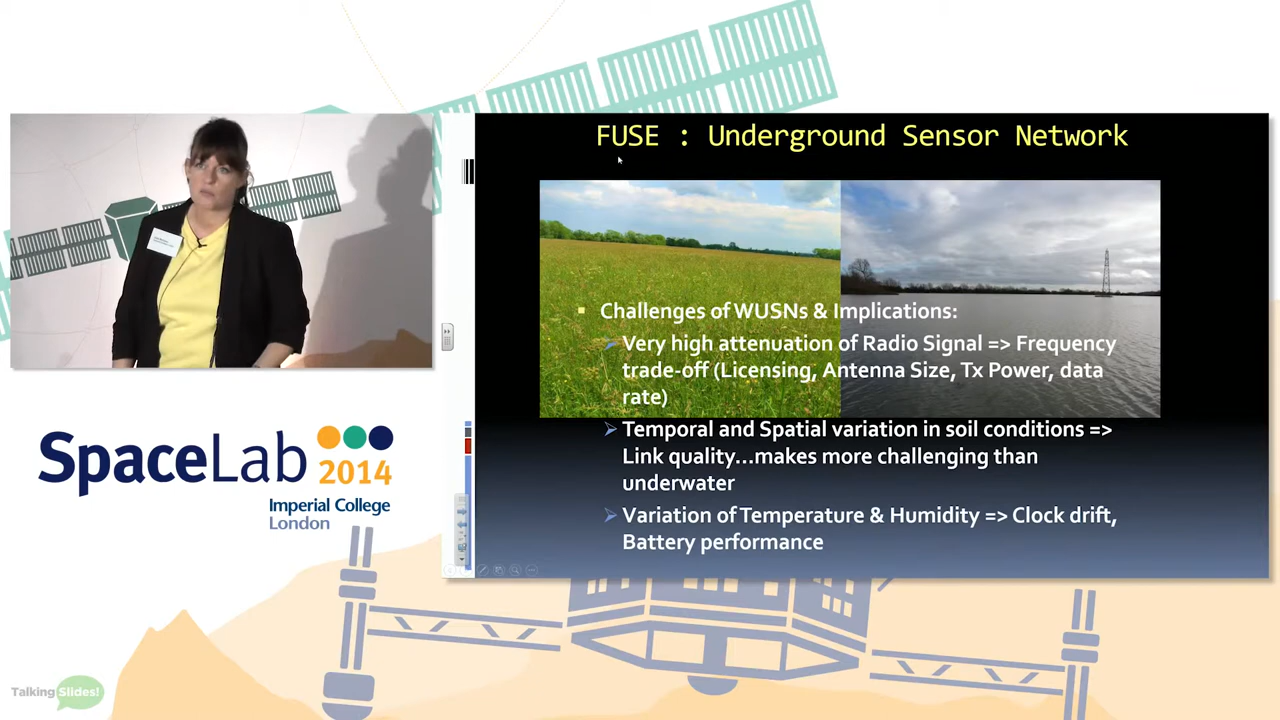 FUSE : Underground Sensor Network
Challenges of WUSNs & Implications:
Very high attenuation of Radio Signal => Frequency
trade-off (Licensing, Antenna Size, Tx Power, data
rate)
Temporal and Spatial variation in soil conditions =>
Link quality...makes more challenging than
underwater
Variation of Temperature & Humidity => Clock drift,
Battery performance
SpaceLab
2014
Imperial College
London
Talking Slides!